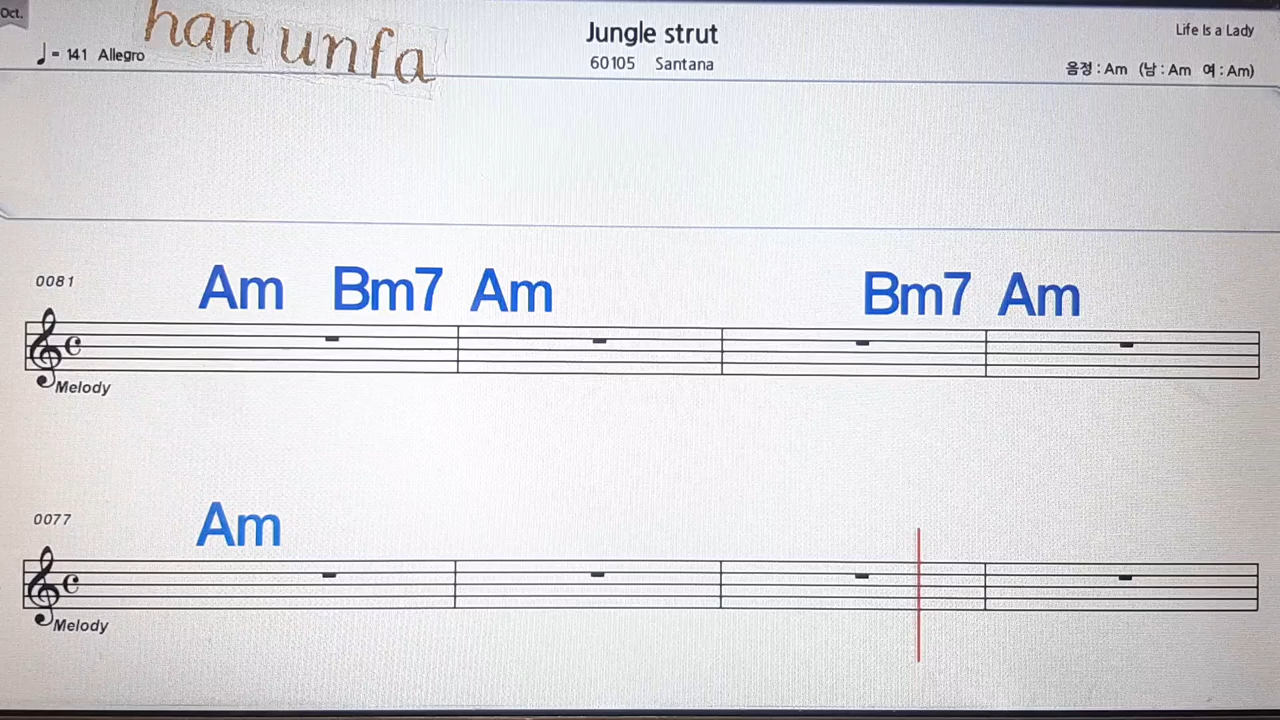 Oct.
han unfa
Jungle strut
Life Is a Lady
♩= 141 Allegro
60105 Santana
음정 : Am (남 : Am 여 : Am)
0081
Am Bm7 Am Bm7 Am
Melody
0077
Am
Melody